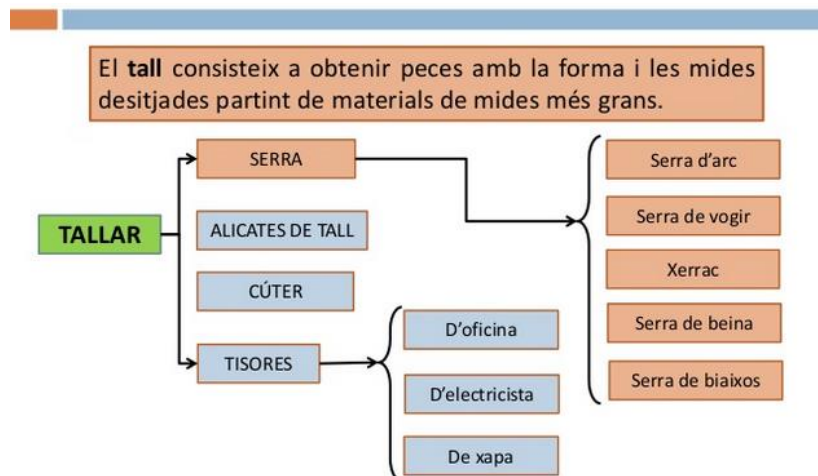 El tall consisteix a obtenir peces amb la forma i les mides
desitjades partint de materials de mides més grans.
TALLAR
SERRA
ALICATES DE TALL
CÚTER
TISORES
D'oficina
D'electricista
De xapa
Serra d'arc
Serra de vogir
Xerrac
Serra de beina
Serra de biaixos